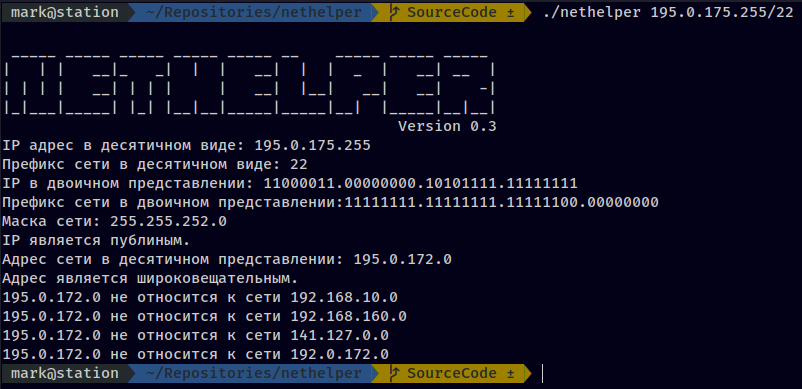 mark@station ~/Repositories/nethelper SourceCode ± ./nethelper 195.0.175.255/22
NETHELPER
Version 0.3
IP адрес в десятичном виде: 195.0.175.255
Префикс сети в десятичном виде: 22
IP в двоичном представлении: 11000011.00000000.10101111.11111111
Префикс сети в двоичном представлении:11111111.11111111.11111100.00000000
Маска сети: 255.255.252.0
IP является публиным.
Адрес сети в десятичном представлении: 195.0.172.0
Адрес является широковещательным.
195.0.172.0 не относится к сети 192.168.10.0
195.0.172.0 не относится к сети 192.168.160.0
195.0.172.0 не относится к сети 141.127.0.0
195.0.172.0 не относится к сети 192.0.172.0
mark@station ~/Repositories/nethelper SourceCode ±